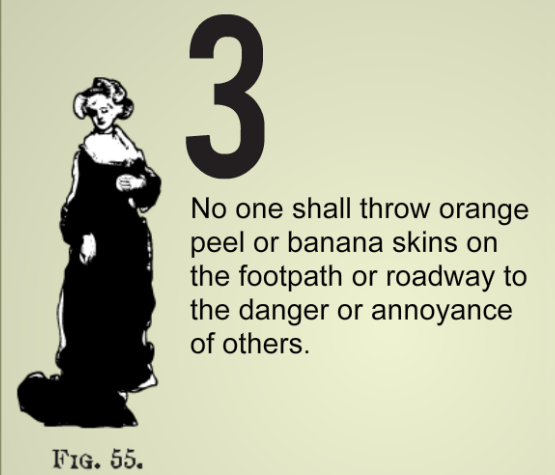 3
No one shall throw orange
peel or banana skins on
the footpath or roadway to
the danger or annoyance
of others.
FIG. 55.